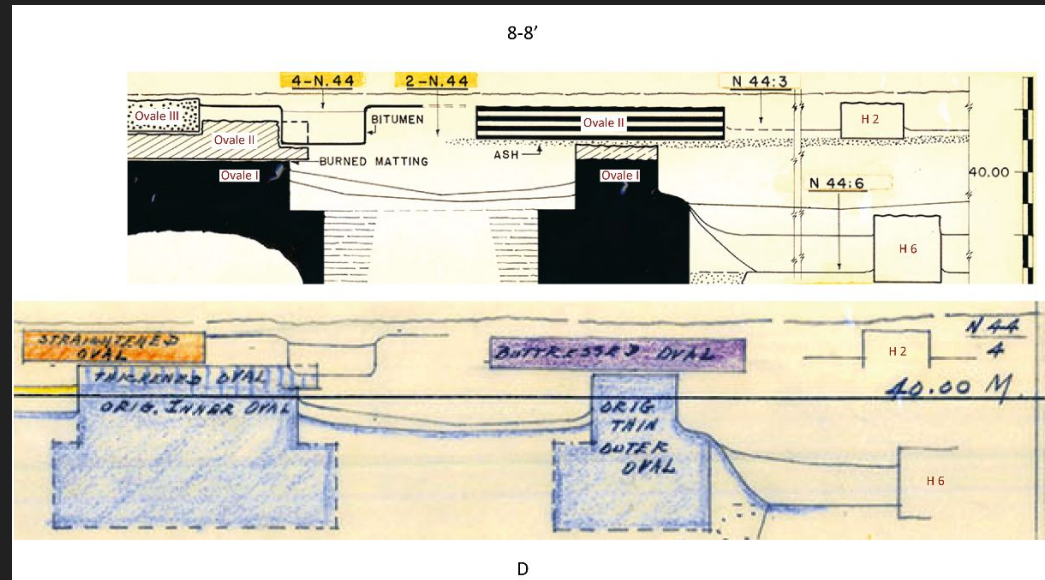 8-8’
4-N.44
2-N.44
N 44:3
Ovale III
BITUMEN
Ovale II
H 2
Ovale II
ASH
BURNED MATTING
Ovale I
Ovale I
40.00
N 44:6
H 6
STRAIGHTENED
OVAL
BUTTRESSED OVAL
H 2
N 44
4
THICKENED OVAL
40.00 M.
ORIG. INNER OVAL
ORIG.
THIN
OUTER
OVAL
H 6
D